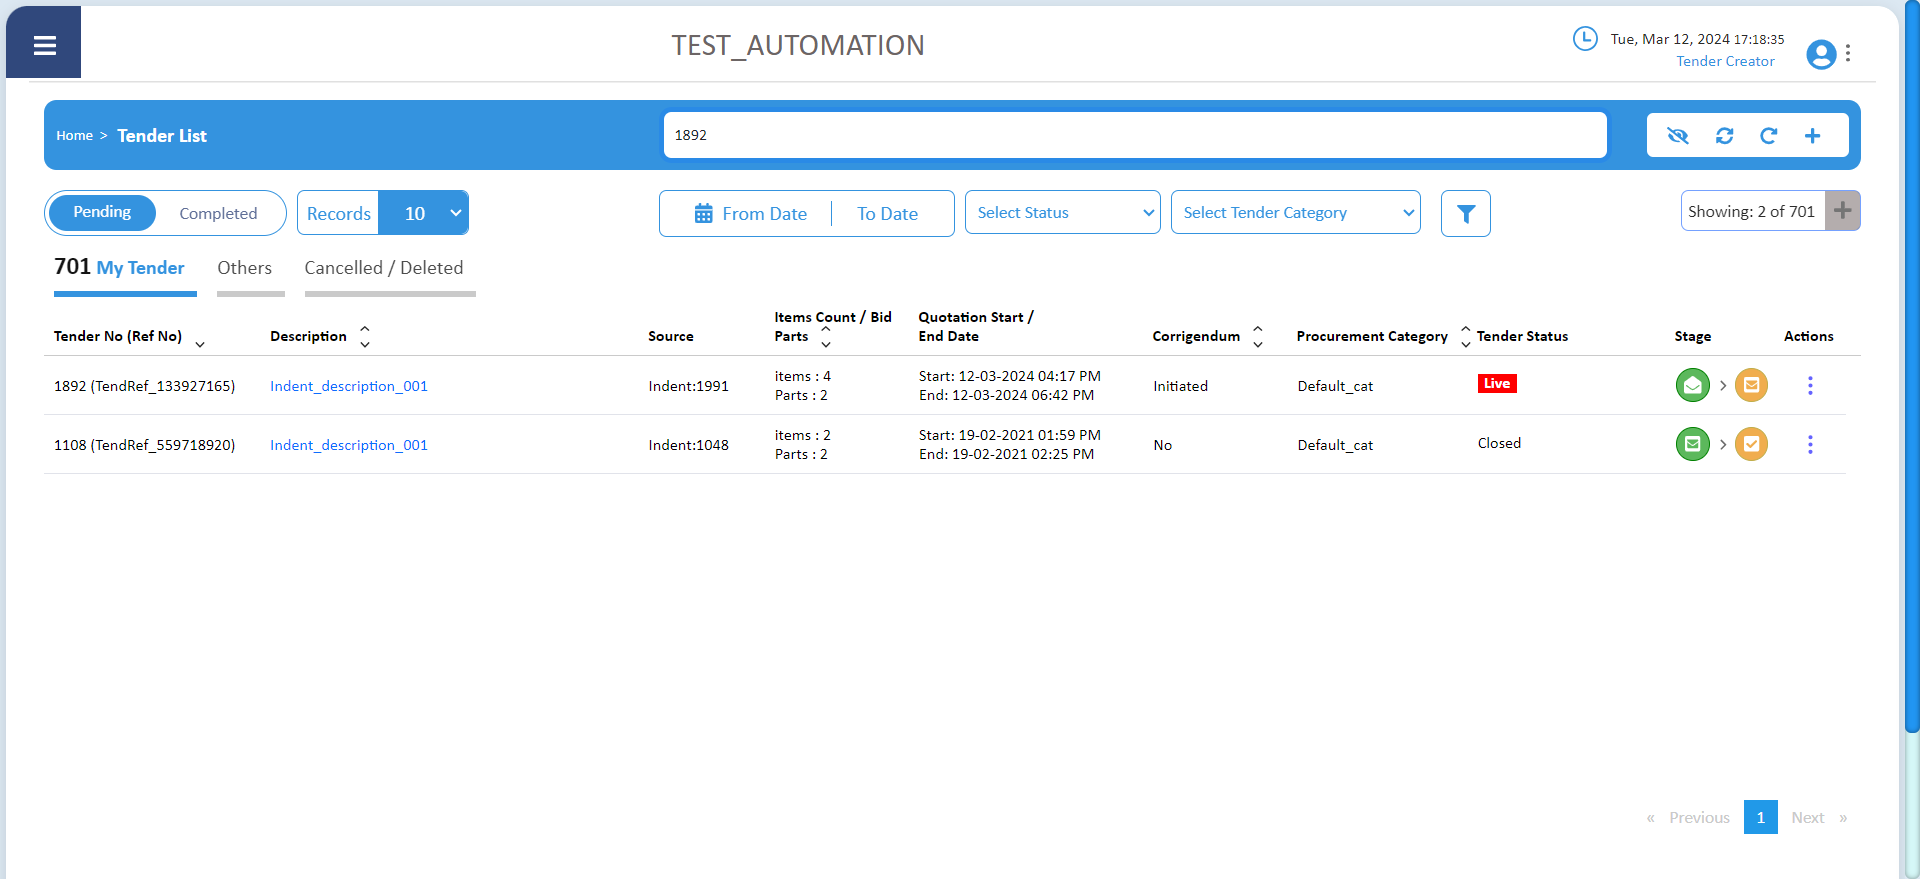 TEST_AUTOMATION
Tue, Mar 12, 2024 17:18:35
Tender Creator
Home > Tender List
1892
Pending
Completed
Records 10
From Date
To Date
Select Status
Select Tender Category
Showing: 2 of 701
701 My Tender
Others
Cancelled / Deleted
Tender No (Ref No)
Description
Source
Items Count / Bid
Parts
Quotation Start /
End Date
Corrigendum
Procurement Category
Tender Status
Stage
Actions
1892 (TendRef_133927165)
Indent_description_001
Indent:1991
items : 4
Parts : 2
Start: 12-03-2024 04:17 PM
End: 12-03-2024 06:42 PM
Initiated
Default_cat
Live
1108 (TendRef_559718920)
Indent_description_001
Indent:1048
items : 2
Parts : 2
Start: 19-02-2021 01:59 PM
End: 19-02-2021 02:25 PM
No
Default_cat
Closed
« Previous 1 Next »